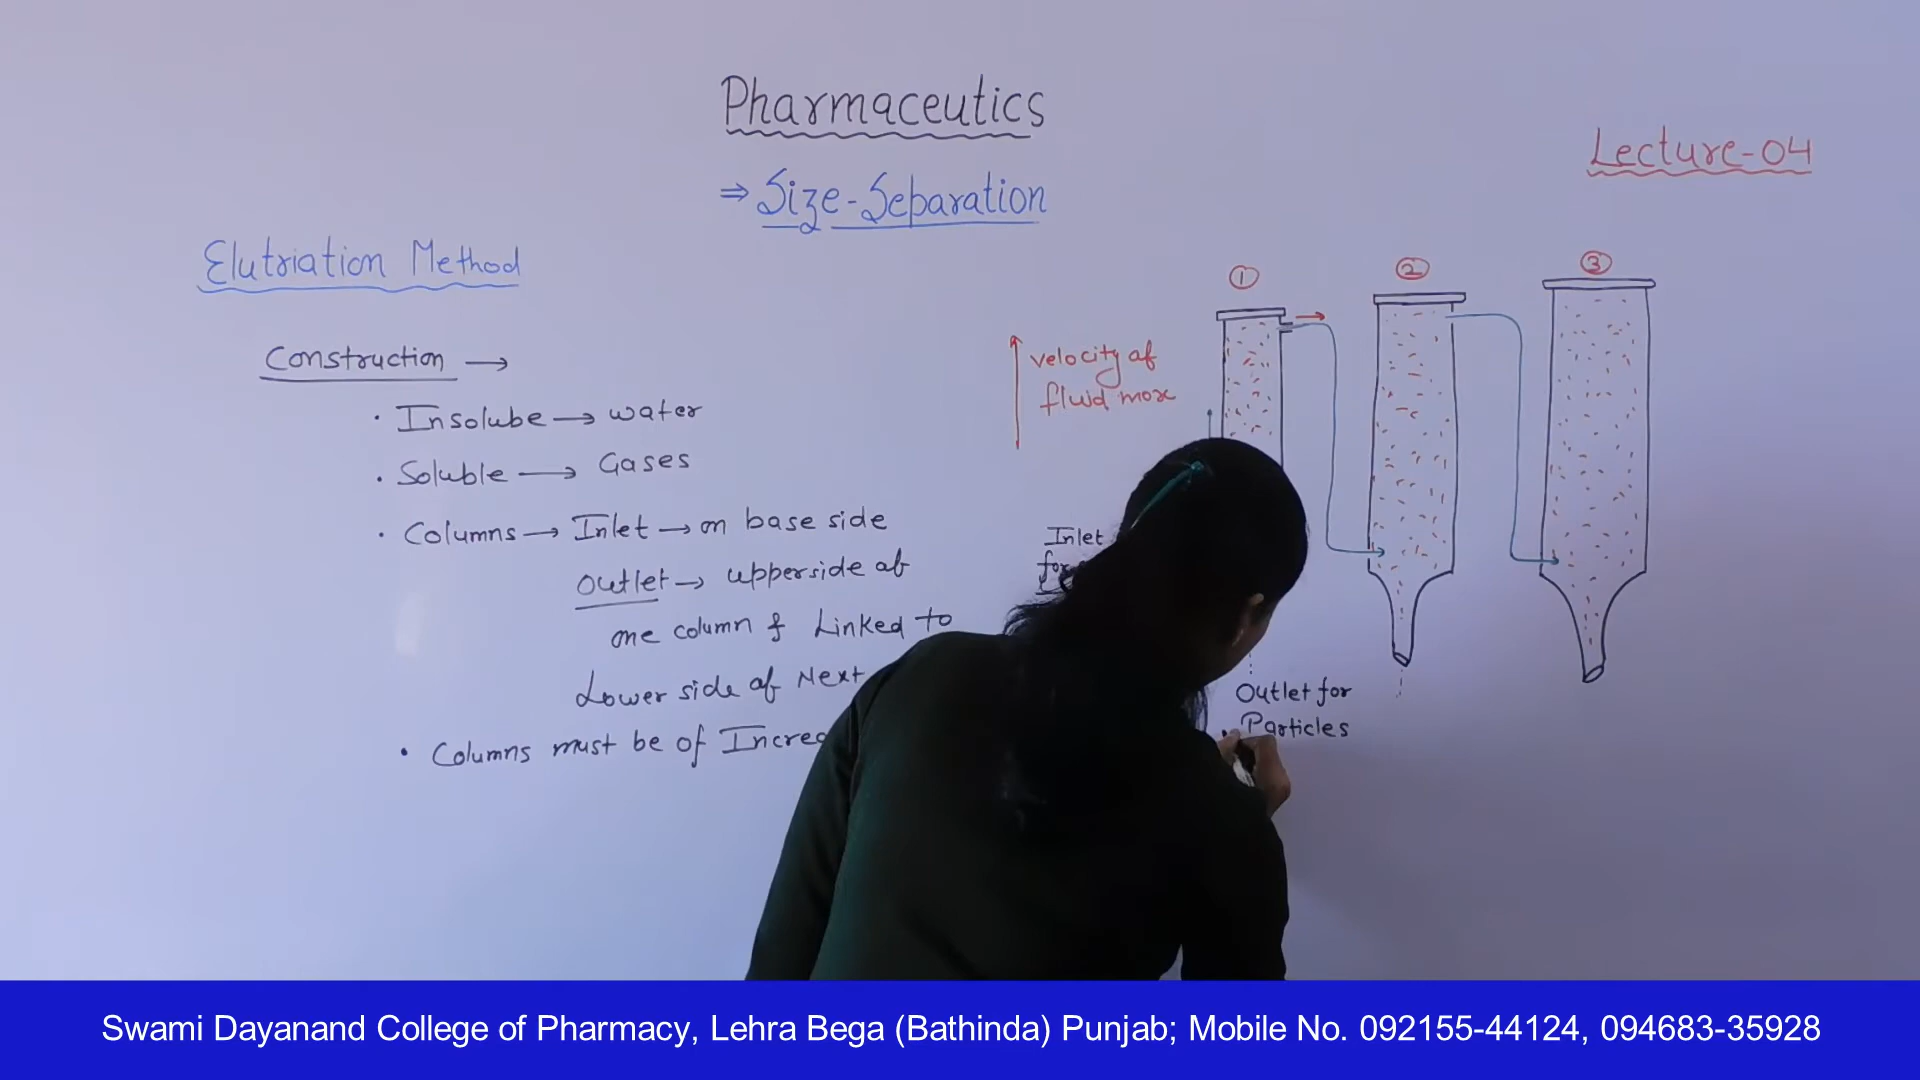 Pharmaceutics
Lecture-04
⇒ Size-Separation
Elutriation Method
Construction →
· Insolube → water
· Soluble → Gases
· Columns → Inlet → on base side
Outlet → upperside of
one column & Linked to
Lower side of Next
· Columns must be of
① ② ③
velocity of
fluid more
Inlet
for
Outlet for
Particles
Swami Dayanand College of Pharmacy, Lehra Bega (Bathinda) Punjab; Mobile No. 092155-44124, 094683-35928